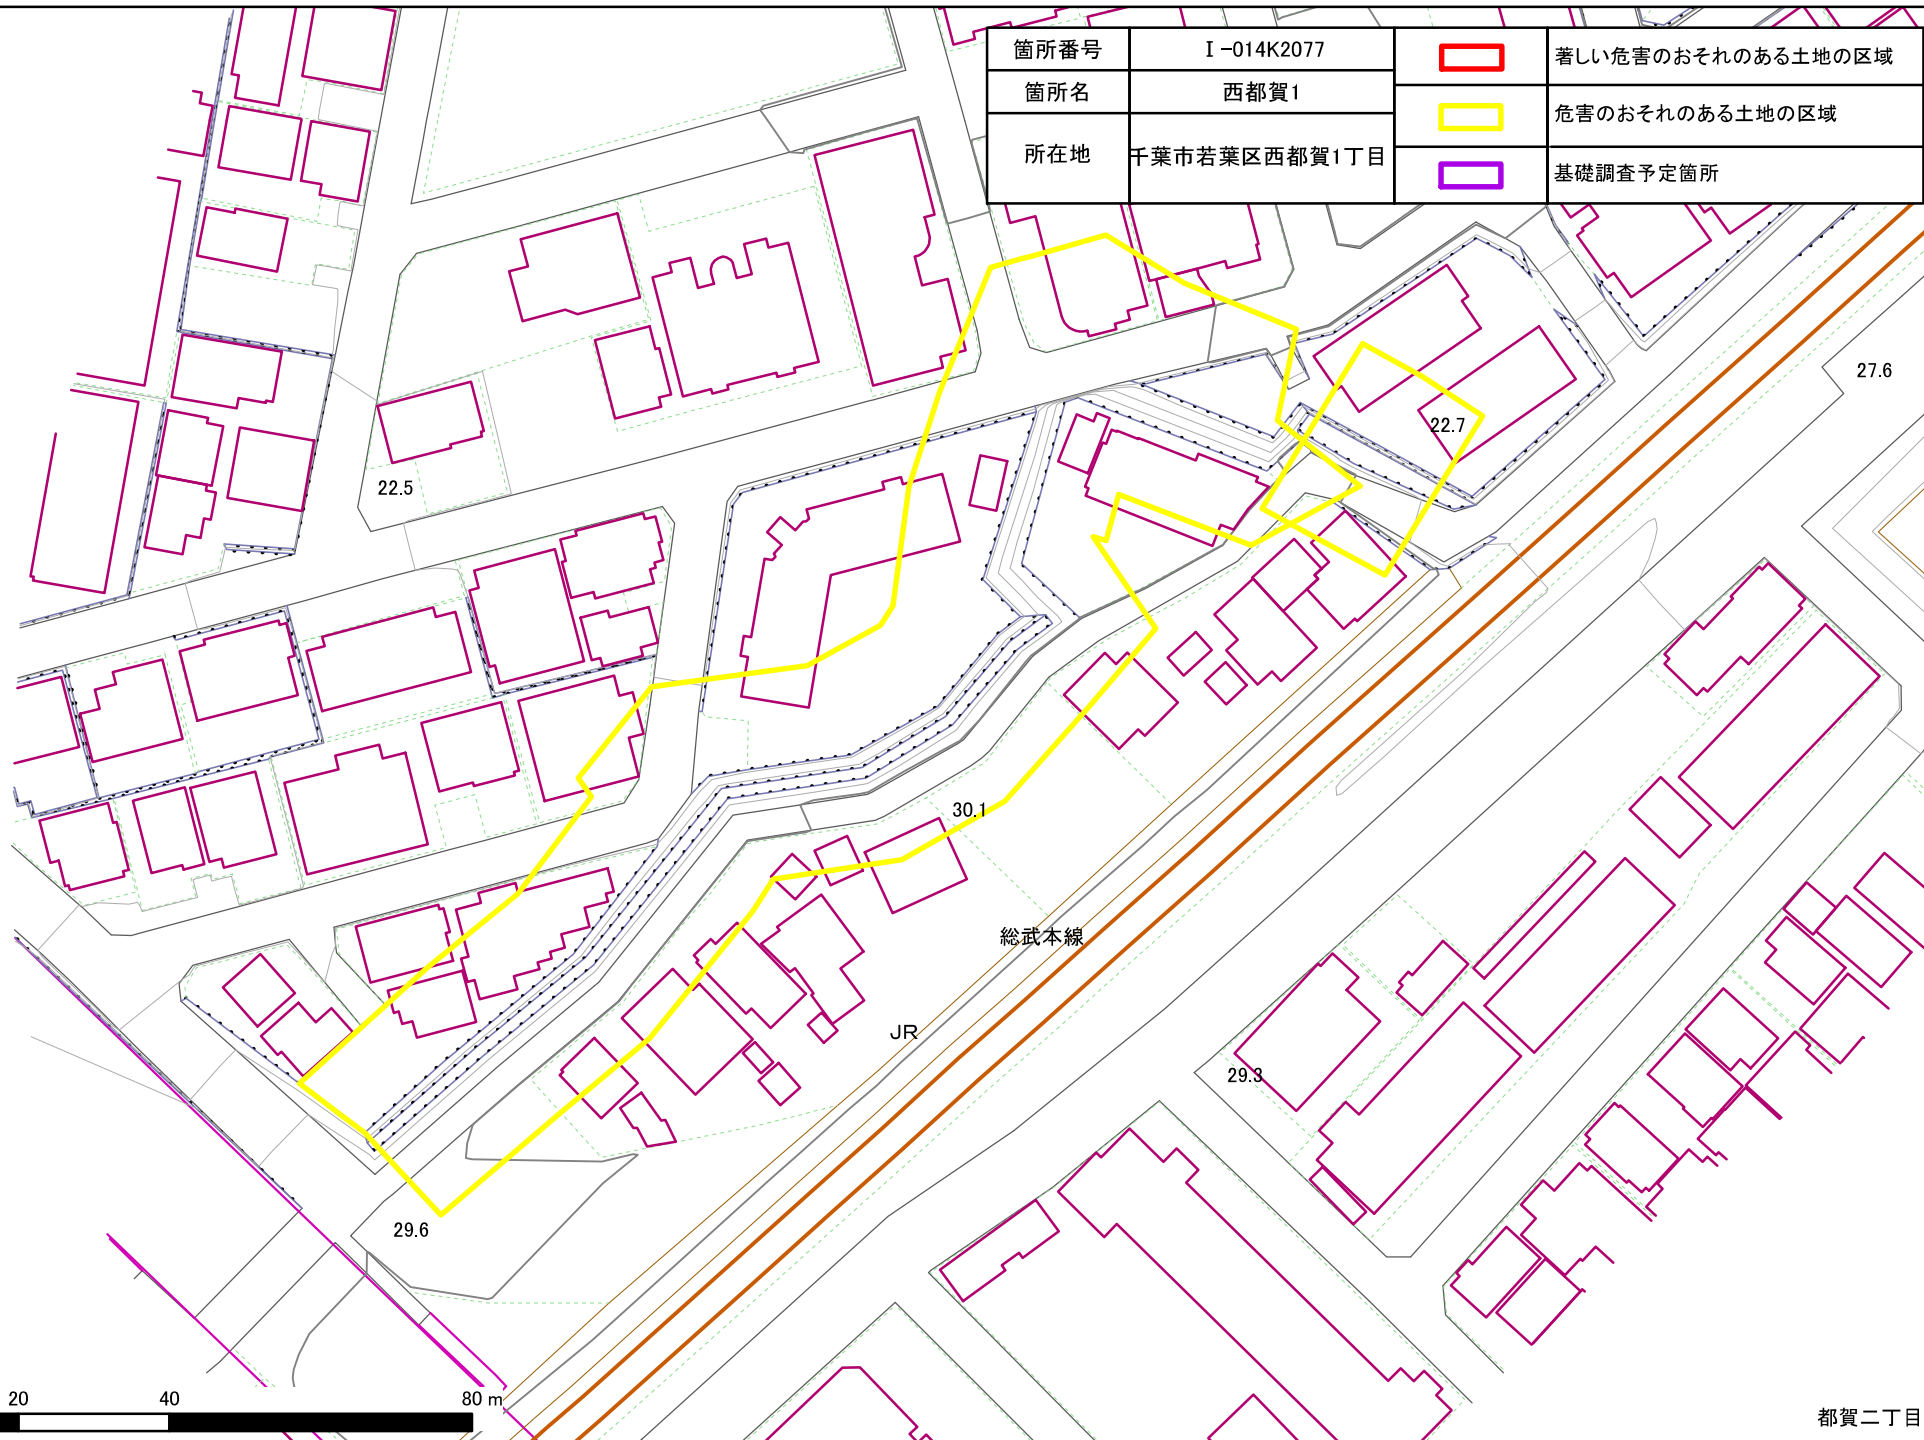 箇所番号 Ⅰ-014K2077 著しい危害のおそれのある土地の区域
箇所名 西都賀1 危害のおそれのある土地の区域
所在地 千葉市若葉区西都賀1丁目 基礎調査予定箇所
27.6
22.7
22.5
30.1
総武本線
JR
29.3
29.6
20 40 80 m
都賀二丁目